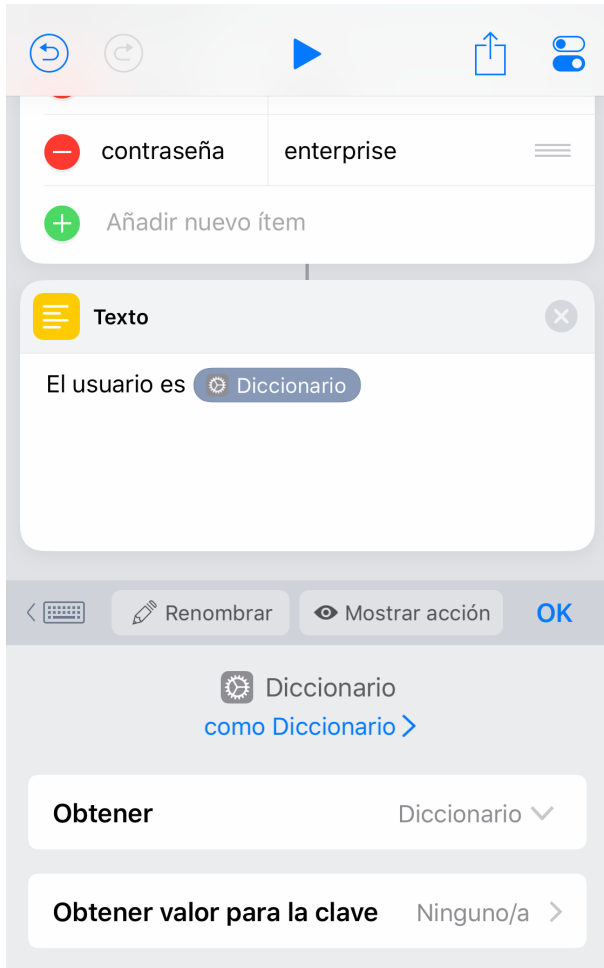 contraseña enterprise
Añadir nuevo ítem
Texto
El usuario es Diccionario
Renombrar Mostrar acción OK
Diccionario
como Diccionario
Obtener Diccionario
Obtener valor para la clave Ninguno/a